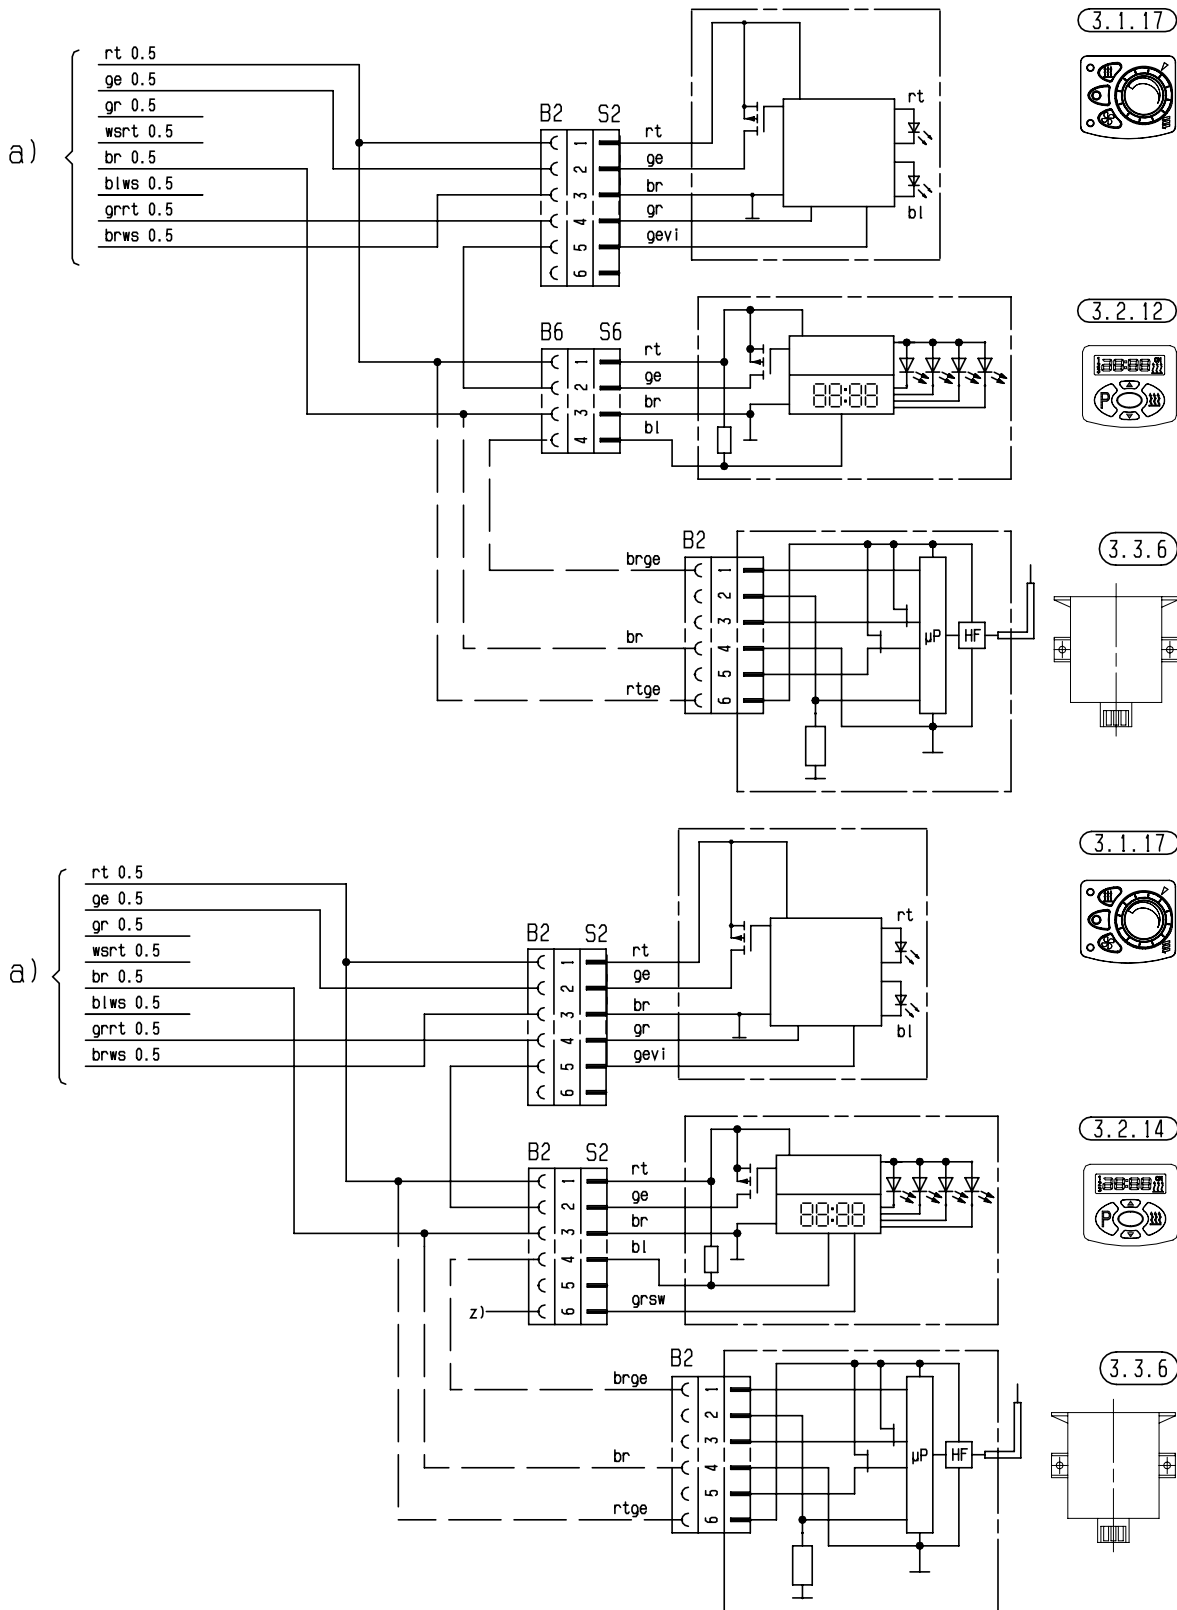 3.1.17
rt 0.5
ge 0.5
gr 0.5
wsrt 0.5
br 0.5
blws 0.5
grrt 0.5
brws 0.5
a)
B2 S2
1 rt
2 ge
3 br
4 gr
5 gevi
6
rt
bl
3.2.12
B6 S6
1 rt
2 ge
3 br
4 bl
88:88
P
3.3.6
B2
brge 1
2
3
br 4
5
rtge 6
µP HF
3.1.17
rt 0.5
ge 0.5
gr 0.5
wsrt 0.5
br 0.5
blws 0.5
grrt 0.5
brws 0.5
a)
B2 S2
1 rt
2 ge
3 br
4 gr
5 gevi
6
rt
bl
3.2.14
B2 S2
1 rt
2 ge
3 br
4 bl
5
z) 6 grsw
88:88
P
3.3.6
B2
brge 1
2
3
br 4
5
rtge 6
µP HF